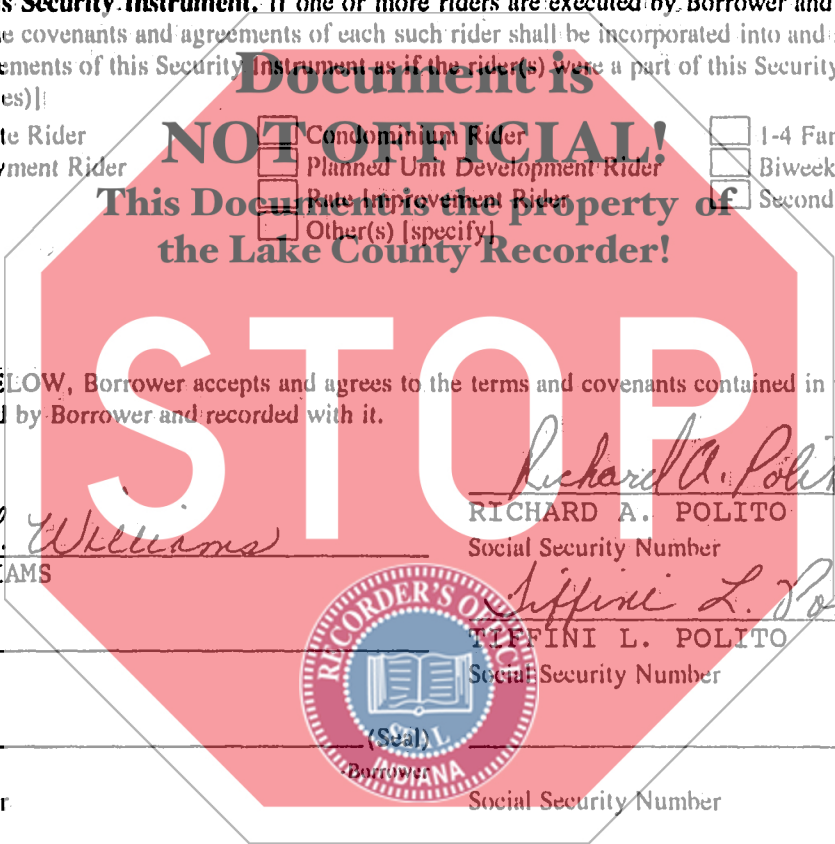 s Security Instrument. If one or more riders are executed by Borrower and
e covenants and agreements of each such rider shall be incorporated into and
ements of this Security Instrument as if the rider(s) were a part of this Security
es)]
Document is
NOT OFFICIAL!
This Document is the property of
the Lake County Recorder!
te Rider Condominium Rider 1-4 Fam
yment Rider Planned Unit Development Rider Biweek
Rate Improvement Rider Second
Other(s) [specify]
STOP
ELOW, Borrower accepts and agrees to the terms and covenants contained in
d by Borrower and recorded with it.
Richard A. Polit
RICHARD A. POLITO
Williams Social Security Number
IAMS
Tiffini L. Po
TIFFINI L. POLITO
Social Security Number
RECORDER'S OFFICE
SEAL
INDIANA
(Seal)
-Borrower
r Social Security Number